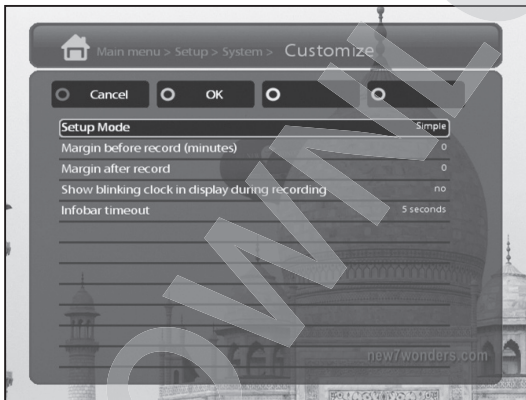 Main menu > Setup > System > Customize
Cancel OK
Setup Mode Simple
Margin before record (minutes) 0
Margin after record 0
Show blinking clock in display during recording no
Infobar timeout 5 seconds
new7wonders.com